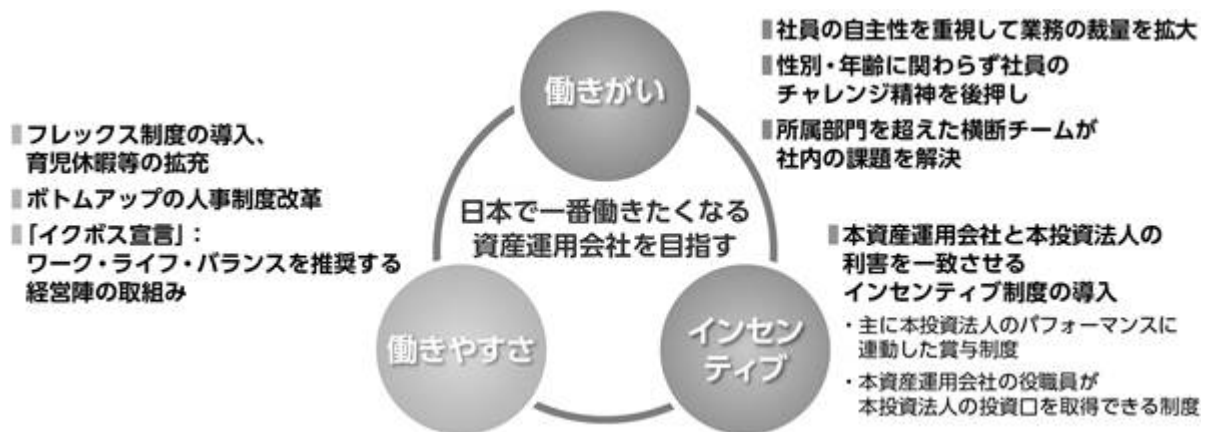 働きがい
■社員の自主性を重視して業務の裁量を拡大
■性別・年齢に関わらず社員の
チャレンジ精神を後押し
■所属部門を超えた横断チームが
社内の課題を解決
■フレックス制度の導入、
育児休暇等の拡充
■ボトムアップの人事制度改革
■「イクボス宣言」：
ワーク・ライフ・バランスを推奨する
経営陣の取組み
日本で一番働きたくなる
資産運用会社を目指す
働きやすさ
インセン
ティブ
■本資産運用会社と本投資法人の
利害を一致させる
インセンティブ制度の導入
・主に本投資法人のパフォーマンスに
連動した賞与制度
・本資産運用会社の役職員が
本投資法人の投資口を取得できる制度